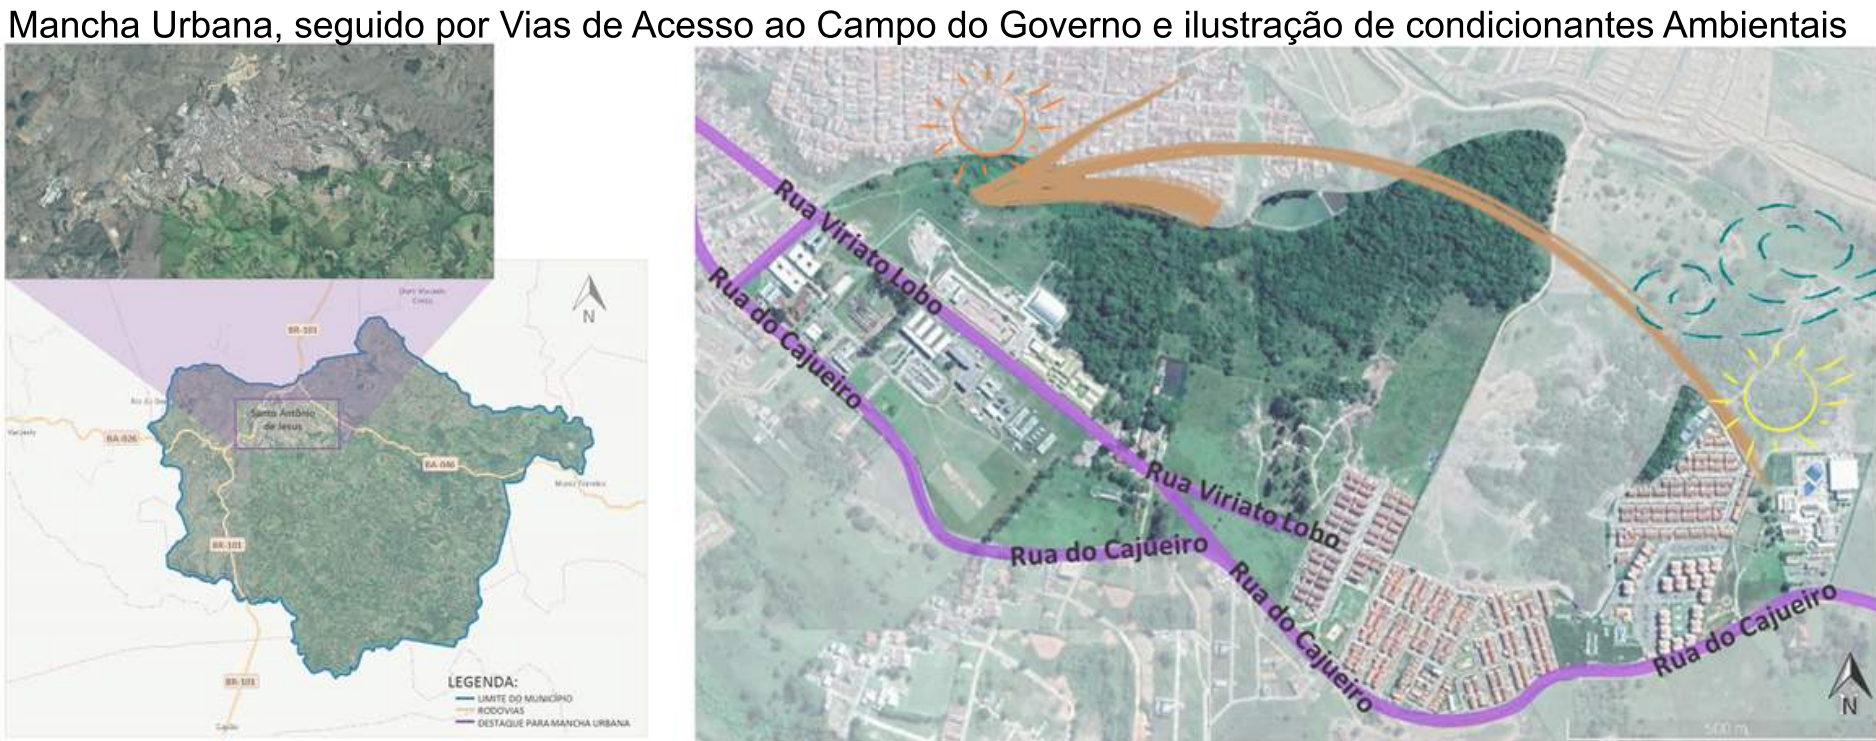 Mancha Urbana, seguido por Vias de Acesso ao Campo do Governo e ilustração de condicionantes Ambientais
N
BR-101
Santo Antônio
de Jesus
BA-026
BA-046
BR-101
BR-101
LEGENDA:
LIMITE DO MUNICÍPIO
RODOVIAS
DESTAQUE PARA MANCHA URBANA
Rua Viriato Lobo
Rua do Cajueiro
Rua Viriato Lobo
Rua do Cajueiro
Rua do Cajueiro
Rua do Cajueiro
N
500 m